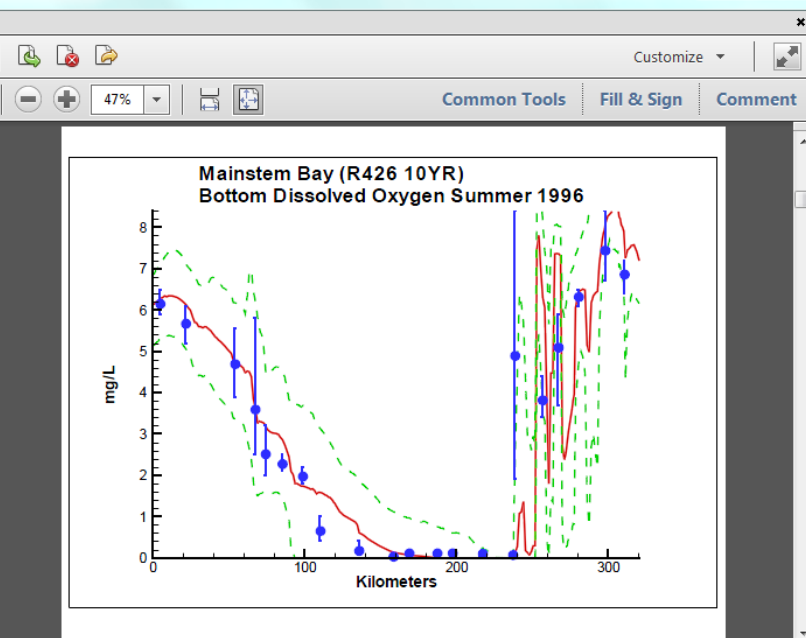 Customize
47%
Common Tools
Fill & Sign
Comment
Mainstem Bay (R426 10YR)
Bottom Dissolved Oxygen Summer 1996
8
7
6
5
4
3
2
1
0
mg/L
0
100
200
300
Kilometers